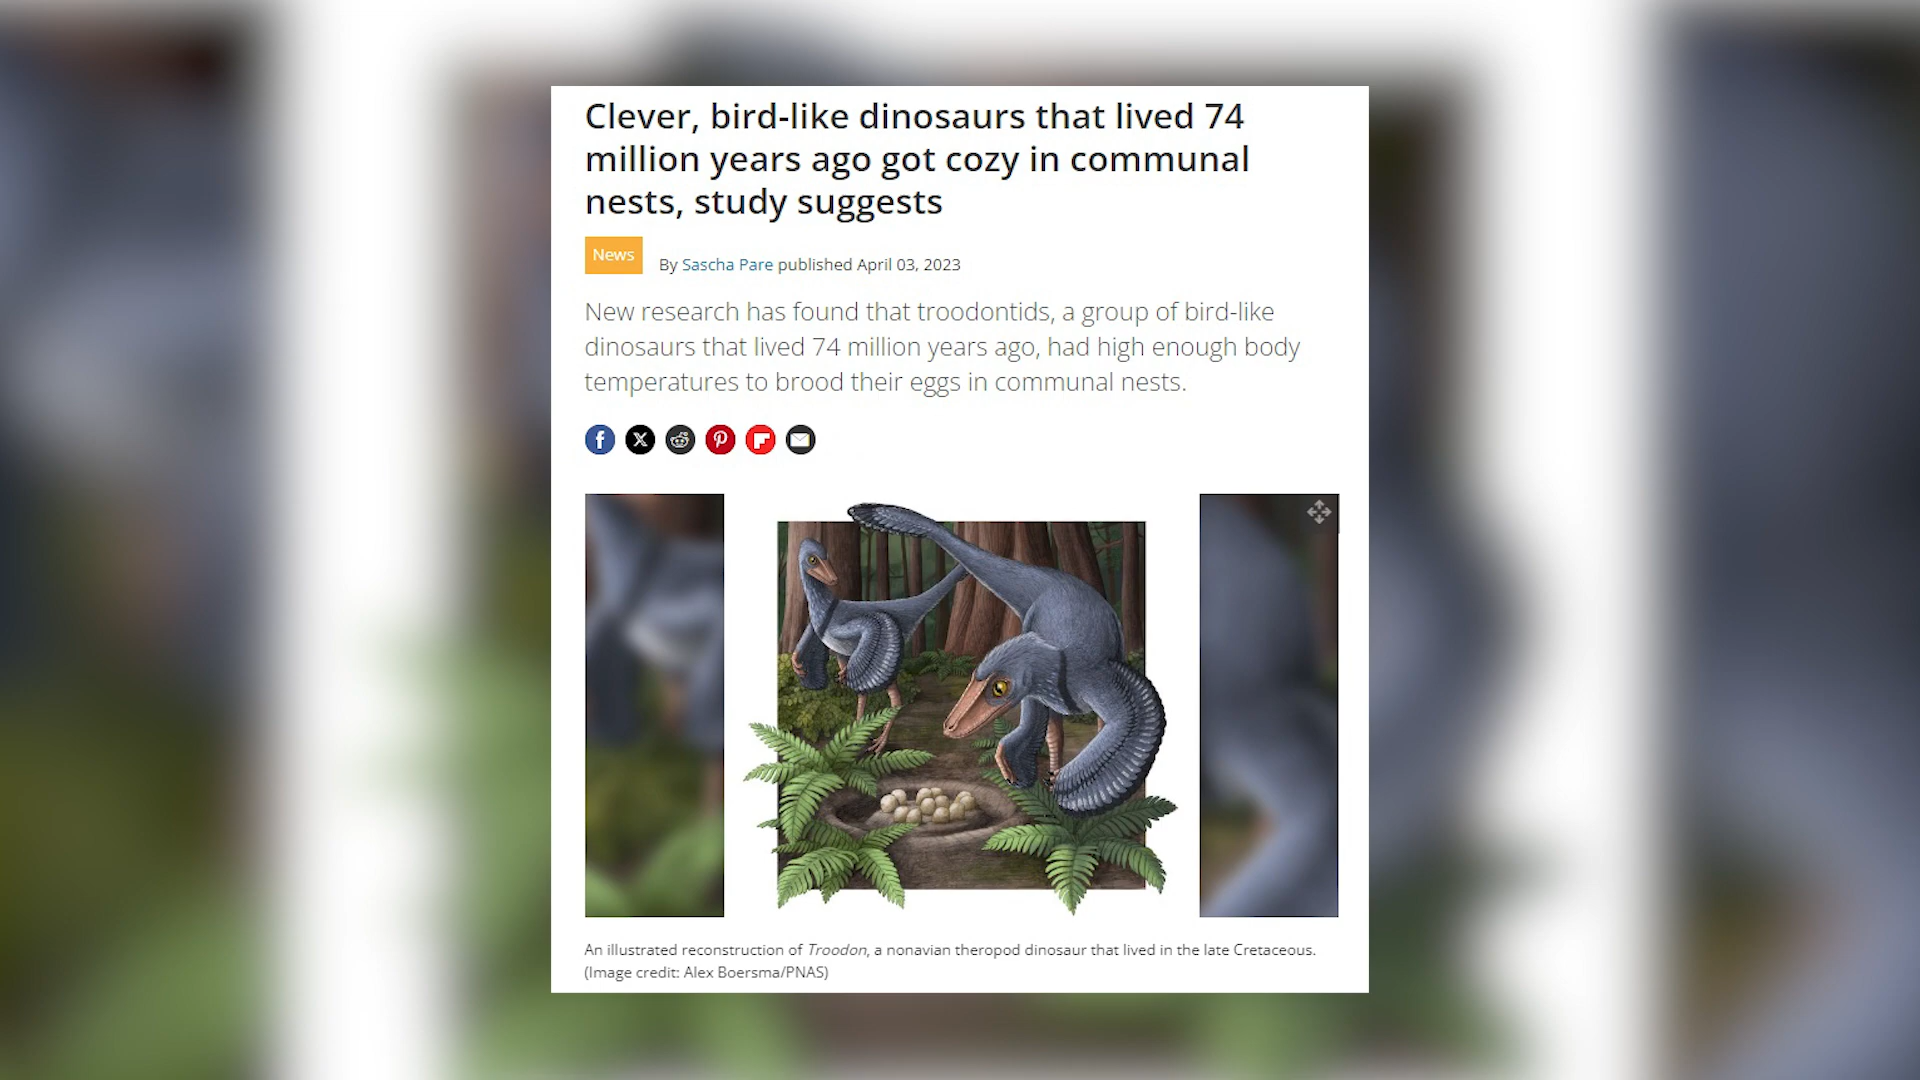 Clever, bird-like dinosaurs that lived 74
million years ago got cozy in communal
nests, study suggests
News
By Sascha Pare published April 03, 2023
New research has found that troodontids, a group of bird-like
dinosaurs that lived 74 million years ago, had high enough body
temperatures to brood their eggs in communal nests.
An illustrated reconstruction of Troodon, a nonavian theropod dinosaur that lived in the late Cretaceous.
(Image credit: Alex Boersma/PNAS)